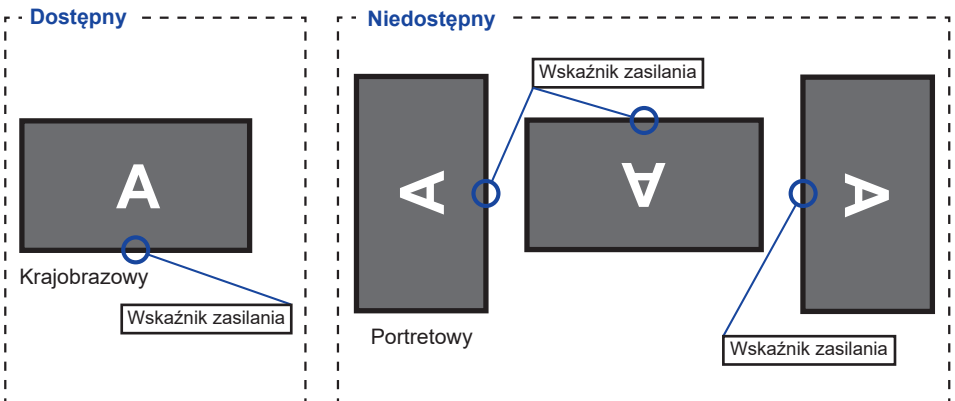 Dostępny
A
Krajobrazowy
Wskaźnik zasilania
Niedostępny
Wskaźnik zasilania
A
A
A
Portretowy
Wskaźnik zasilania